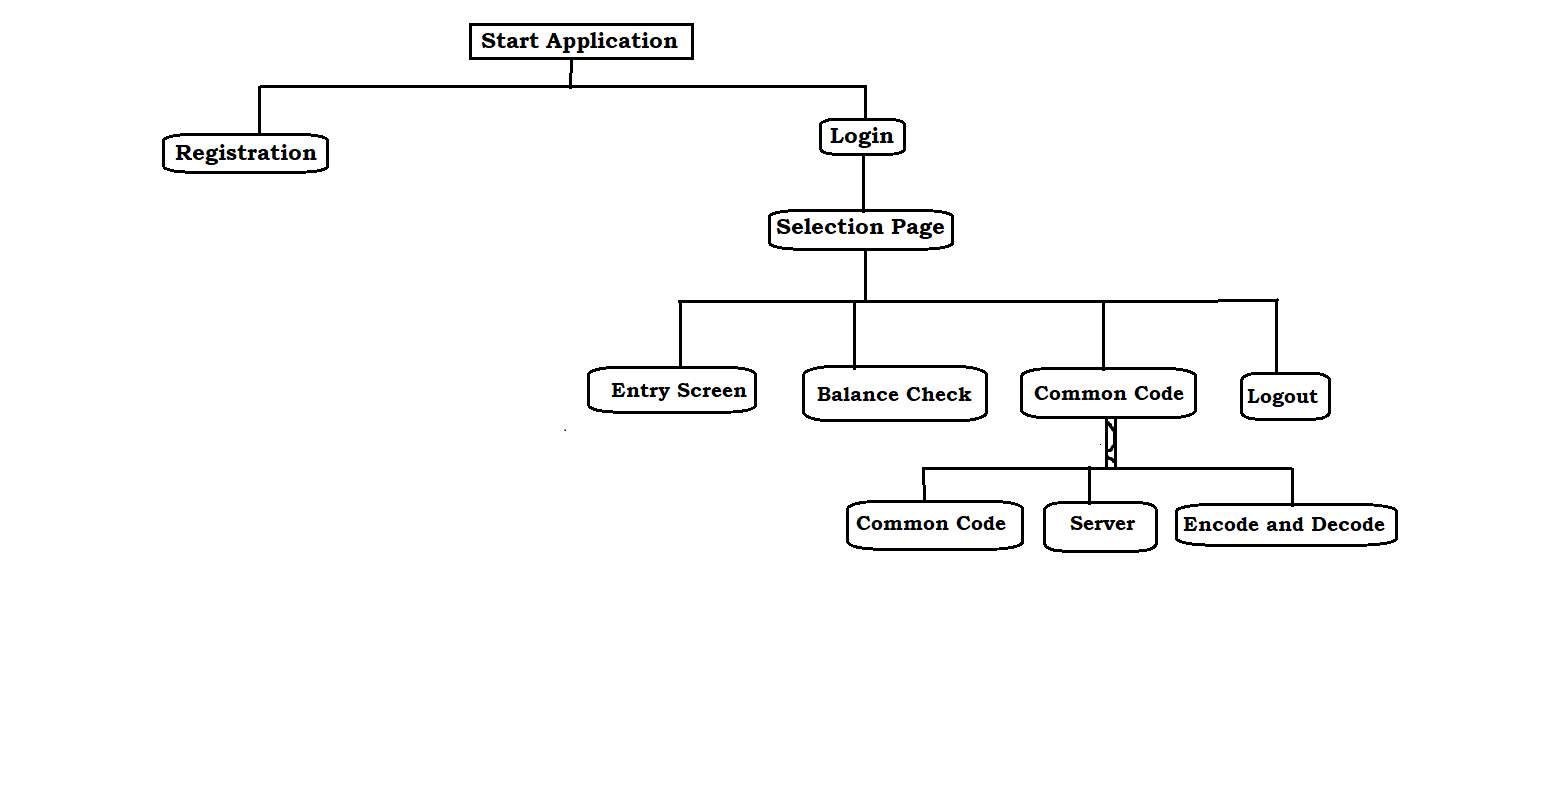 Start Application
Registration
Login
Selection Page
Entry Screen
Balance Check
Common Code
Logout
Common Code
Server
Encode and Decode